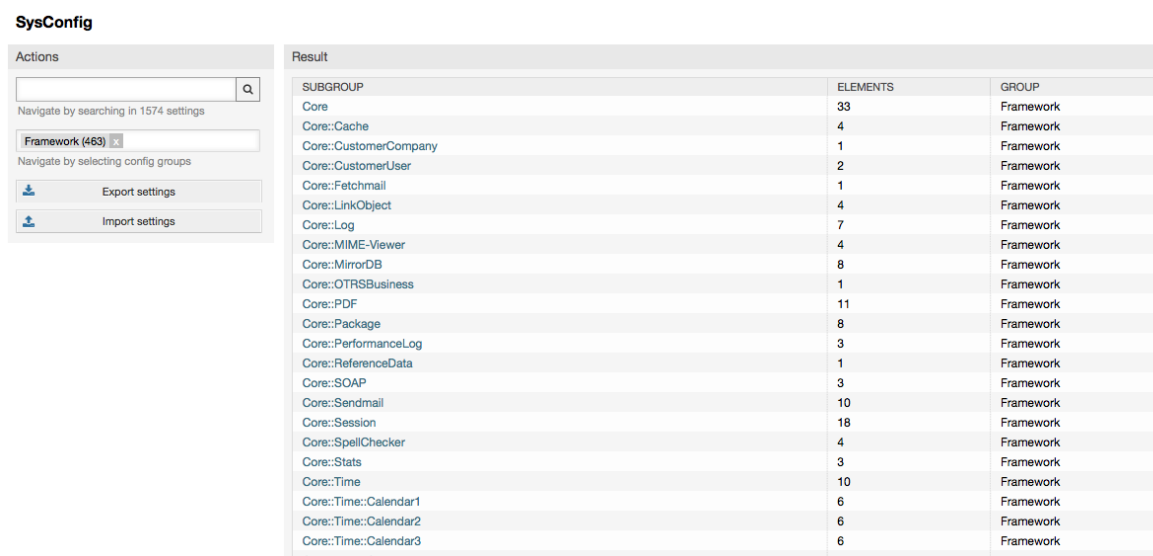 SysConfig
Actions
Navigate by searching in 1574 settings
Framework (463) x
Navigate by selecting config groups
Export settings
Import settings
Result
SUBGROUP ELEMENTS GROUP
Core 33 Framework
Core::Cache 4 Framework
Core::CustomerCompany 1 Framework
Core::CustomerUser 2 Framework
Core::Fetchmail 1 Framework
Core::LinkObject 4 Framework
Core::Log 7 Framework
Core::MIME-Viewer 4 Framework
Core::MirrorDB 8 Framework
Core::OTRSBusiness 1 Framework
Core::PDF 11 Framework
Core::Package 8 Framework
Core::PerformanceLog 3 Framework
Core::ReferenceData 1 Framework
Core::SOAP 3 Framework
Core::Sendmail 10 Framework
Core::Session 18 Framework
Core::SpellChecker 4 Framework
Core::Stats 3 Framework
Core::Time 10 Framework
Core::Time::Calendar1 6 Framework
Core::Time::Calendar2 6 Framework
Core::Time::Calendar3 6 Framework